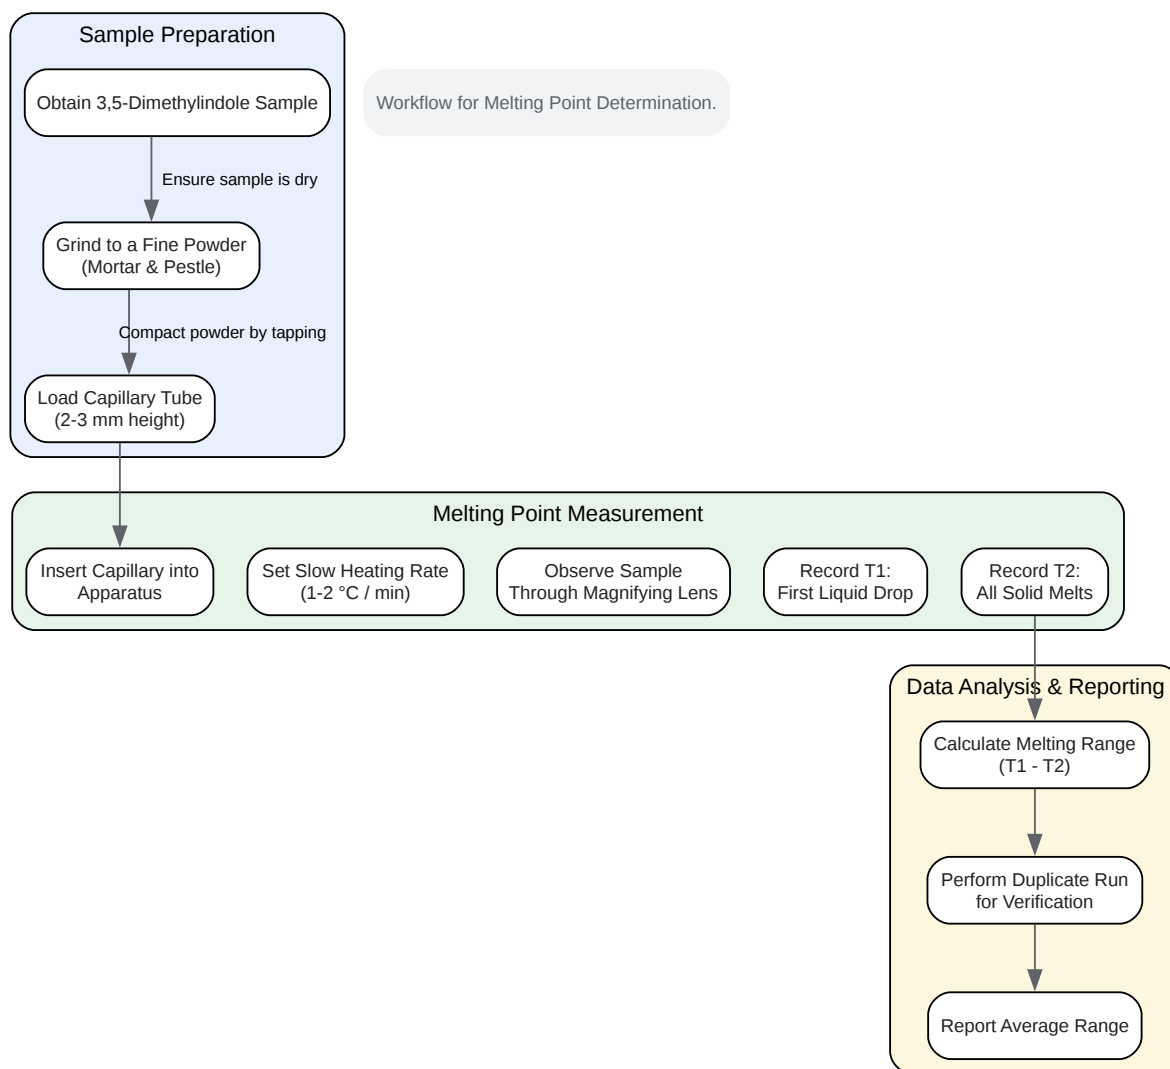 Sample Preparation
Obtain 3,5-Dimethylindole Sample
Workflow for Melting Point Determination.
Ensure sample is dry
Grind to a Fine Powder
(Mortar & Pestle)
Compact powder by tapping
Load Capillary Tube
(2-3 mm height)
Melting Point Measurement
Insert Capillary into
Apparatus
Set Slow Heating Rate
(1-2 °C / min)
Observe Sample
Through Magnifying Lens
Record T1:
First Liquid Drop
Record T2:
All Solid Melts
Data Analysis & Reporting
Calculate Melting Range
(T1 - T2)
Perform Duplicate Run
for Verification
Report Average Range